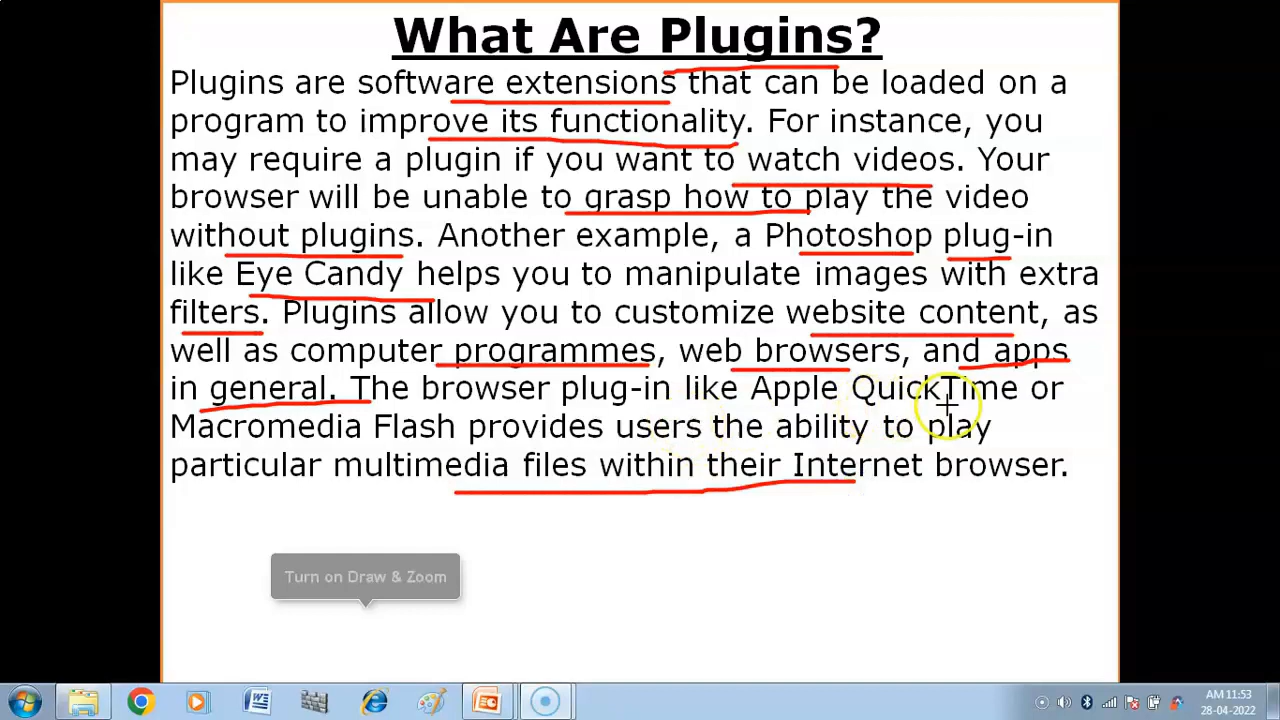 What Are Plugins?
Plugins are software extensions that can be loaded on a
program to improve its functionality. For instance, you
may require a plugin if you want to watch videos. Your
browser will be unable to grasp how to play the video
without plugins. Another example, a Photoshop plug-in
like Eye Candy helps you to manipulate images with extra
filters. Plugins allow you to customize website content, as
well as computer programmes, web browsers, and apps
in general. The browser plug-in like Apple QuickTime or
Macromedia Flash provides users the ability to play
particular multimedia files within their Internet browser.
Turn on Draw & Zoom
AM 11:53
28-04-2022